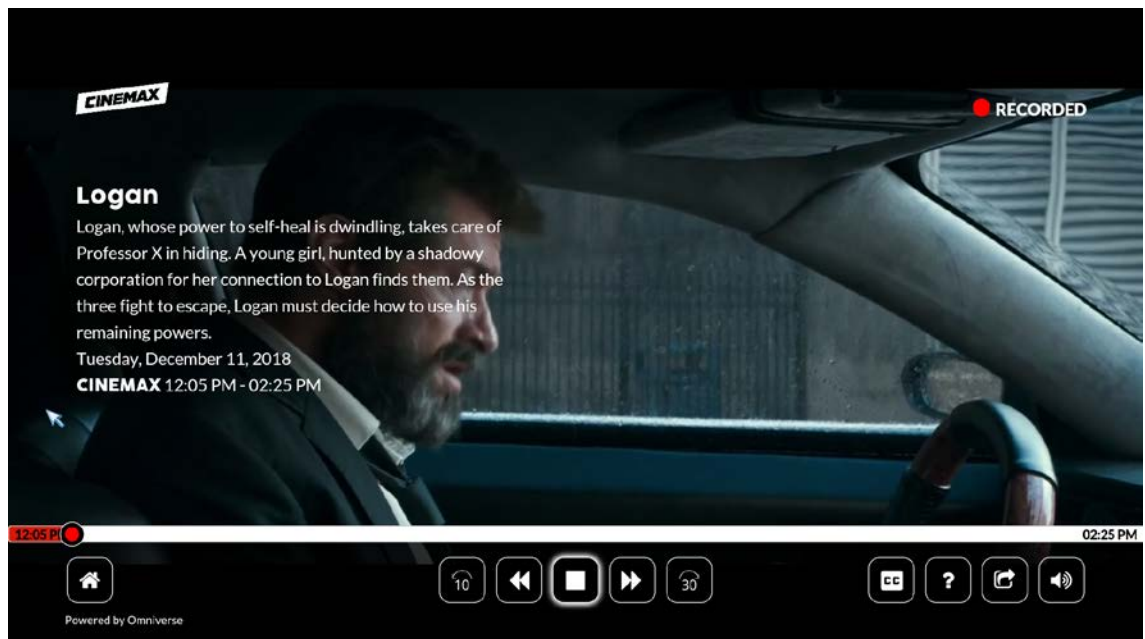 CINEMAX
RECORDED
Logan
Logan, whose power to self-heal is dwindling, takes care of
Professor X in hiding. A young girl, hunted by a shadowy
corporation for her connection to Logan finds them. As the
three fight to escape, Logan must decide how to use his
remaining powers.
Tuesday, December 11, 2018
CINEMAX 12:05 PM - 02:25 PM
12:05 P
02:25 PM
10
30
CC
?
Powered by Omniverse